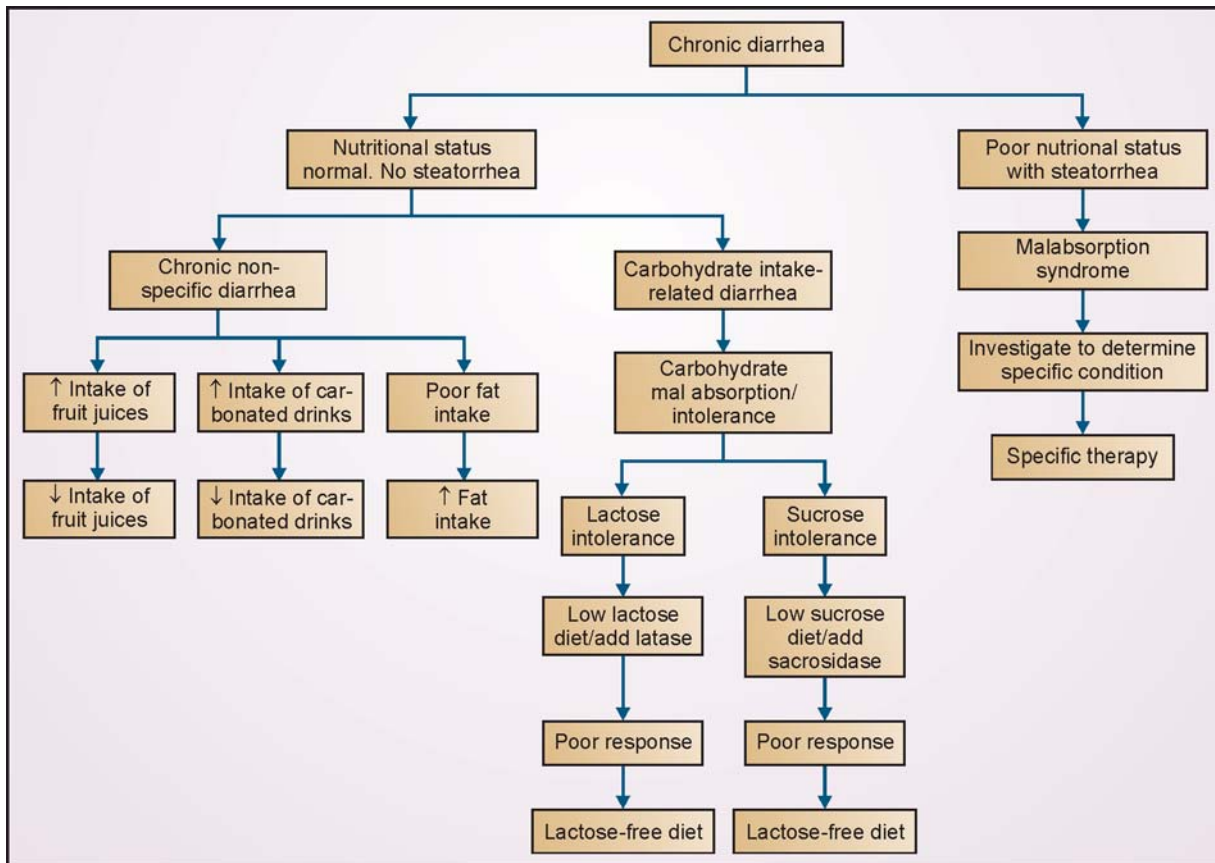 Chronic diarrhea
Nutritional status
normal. No steatorrhea
Poor nutrional status
with steatorrhea
Chronic non-
specific diarrhea
Carbohydrate intake-
related diarrhea
Malabsorption
syndrome
↑ Intake of
fruit juices
↑ Intake of car-
bonated drinks
Poor fat
intake
Carbohydrate
mal absorption/
intolerance
Investigate to determine
specific condition
↓ Intake of
fruit juices
↓ Intake of car-
bonated drinks
↑ Fat
intake
Specific therapy
Lactose
intolerance
Sucrose
intolerance
Low lactose
diet/add latase
Low sucrose
diet/add
sacrosidase
Poor response
Poor response
Lactose-free diet
Lactose-free diet